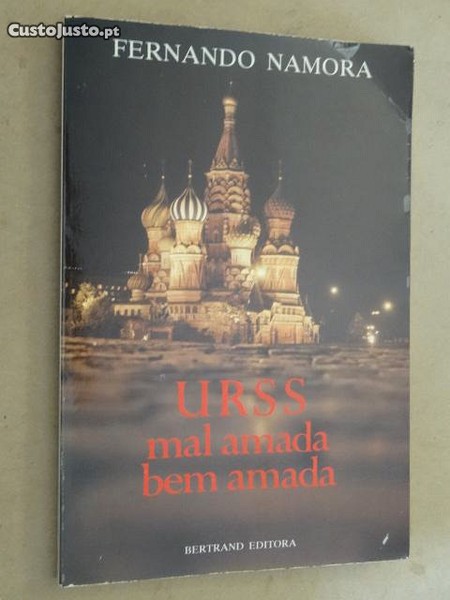 CustoJusto.pt
FERNANDO NAMORA
URSS
mal amada
bem amada
BERTRAND EDITORA